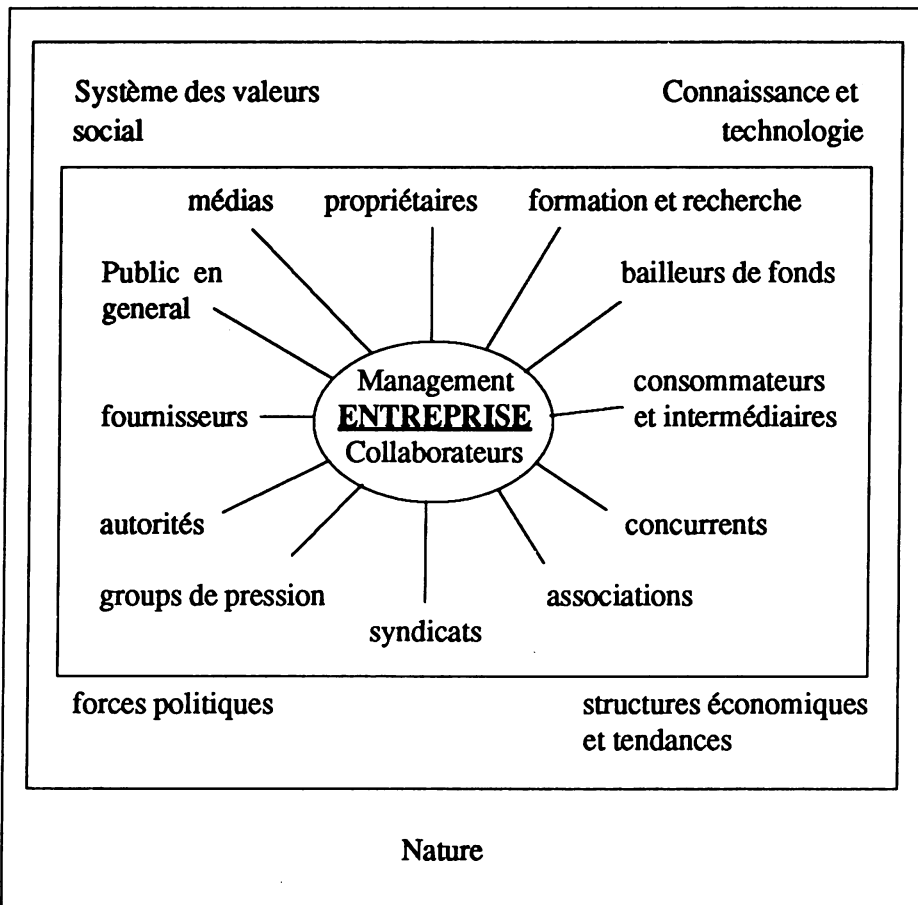 Système des valeurs
social
Connaissance et
technologie
médias
propriétaires
formation et recherche
Public en
general
bailleurs de fonds
Management
ENTREPRISE
Collaborateurs
fournisseurs
consommateurs
et intermédiaires
autorités
concurrents
groups de pression
associations
syndicats
forces politiques
structures économiques
et tendances
Nature